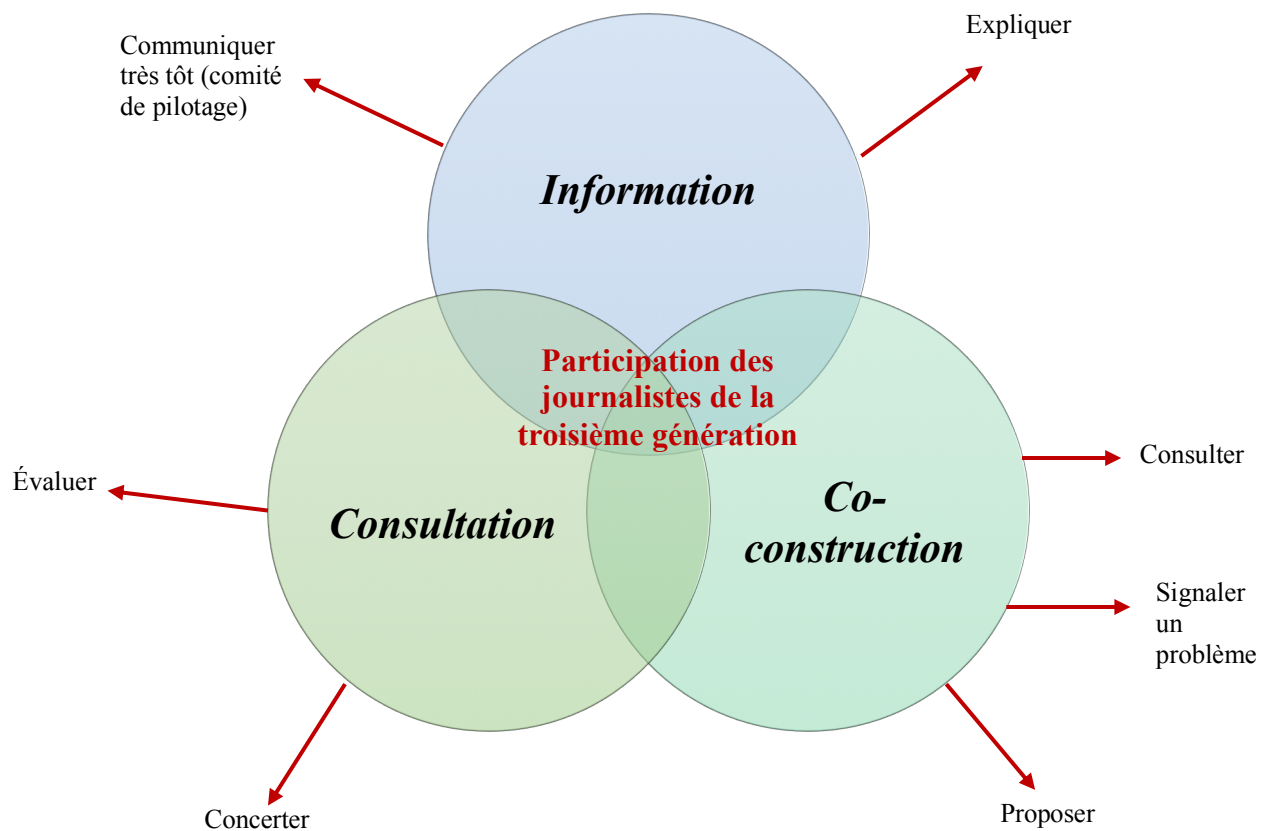 Expliquer
Communiquer
très tôt (comité
de pilotage)
Information
Participation des
journalistes de la
troisième génération
Consulter
Évaluer
Consultation
Co-
construction
Signaler
un
problème
Concerter
Proposer